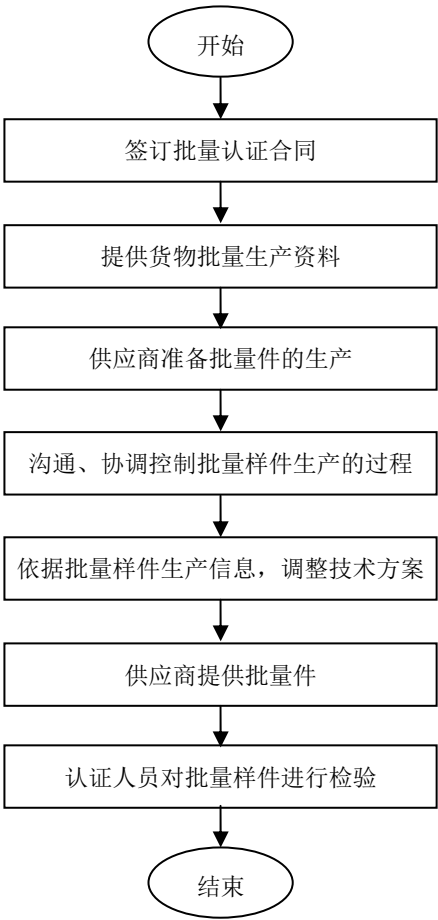 开始
签订批量认证合同
提供货物批量生产资料
供应商准备批量件的生产
沟通、协调控制批量样件生产的过程
依据批量样件生产信息，调整技术方案
供应商提供批量件
认证人员对批量样件进行检验
结束